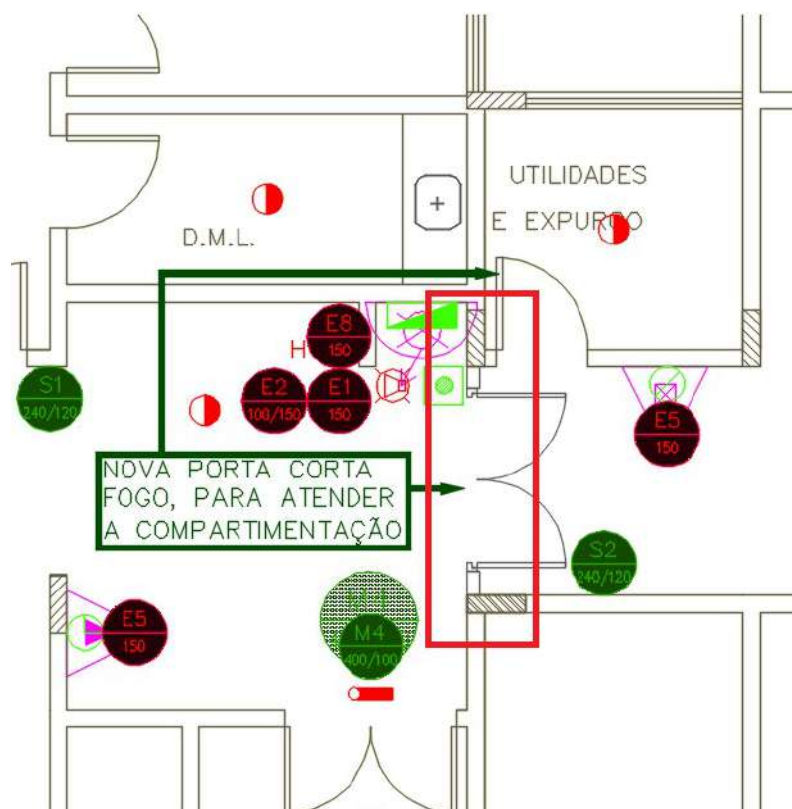 UTILIDADES
E EXPURGO
D.M.L.
E8
150
H
S1
240/120
E2
100/150
E1
150
E5
150
NOVA PORTA CORTA
FOGO, PARA ATENDER
A COMPARTIMENTAÇÃO
S2
240/120
E5
150
M4
400/100